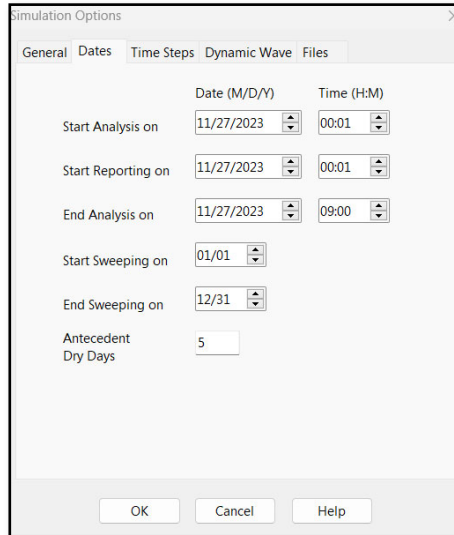 Simulation Options
General Dates Time Steps Dynamic Wave Files
Date (M/D/Y) Time (H:M)
Start Analysis on 11/27/2023 00:01
Start Reporting on 11/27/2023 00:01
End Analysis on 11/27/2023 09:00
Start Sweeping on 01/01
End Sweeping on 12/31
Antecedent 5
Dry Days
OK Cancel Help